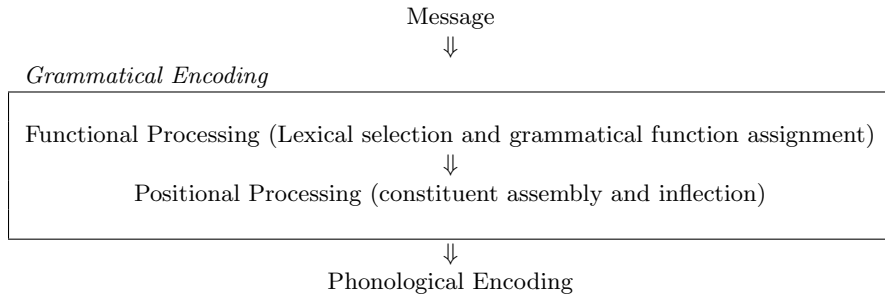 Message
⇓
Grammatical Encoding
Functional Processing (Lexical selection and grammatical function assignment)
⇓
Positional Processing (constituent assembly and inflection)
⇓
Phonological Encoding